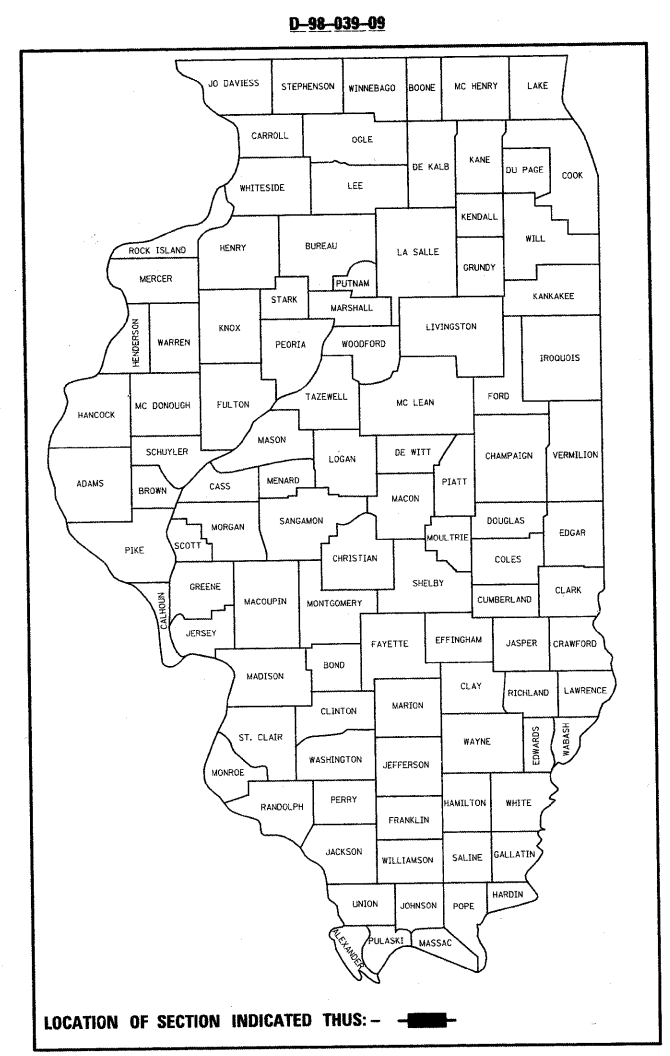 D-98-039-09
JO DAVIESS STEPHENSON WINNEBAGO BOONE MC HENRY LAKE
CARROLL OGLE DE KALB KANE DU PAGE COOK
WHITESIDE LEE
KENDALL
ROCK ISLAND HENRY BUREAU LA SALLE WILL
GRUNDY
MERCER PUTNAM
STARK MARSHALL KANKAKEE
HENDERSON WARREN KNOX PEORIA WOODFORD LIVINGSTON IROQUOIS
HANCOCK MC DONOUGH FULTON TAZEWELL MC LEAN FORD
MASON
SCHUYLER LOGAN DE WITT CHAMPAIGN VERMILION
ADAMS BROWN CASS MENARD MACON PIATT
MORGAN SANGAMON DOUGLAS
PIKE SCOTT CHRISTIAN MOULTRIE COLES EDGAR
CALHOUN GREENE MACOUPIN MONTGOMERY SHELBY CUMBERLAND CLARK
JERSEY FAYETTE EFFINGHAM JASPER CRAWFORD
MADISON BOND
CLAY RICHLAND LAWRENCE
CLINTON MARION
ST. CLAIR WAYNE EDWARDS WABASH
MONROE WASHINGTON JEFFERSON
RANDOLPH PERRY HAMILTON WHITE
FRANKLIN
JACKSON WILLIAMSON SALINE GALLATIN
UNION JOHNSON POPE HARDIN
ALEXANDER PULASKI MASSAC
LOCATION OF SECTION INDICATED THUS:-